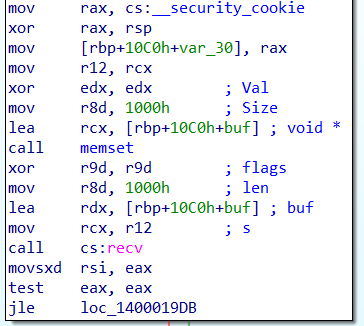 mov     rax, cs:__security_cookie
xor     rax, rsp
mov     [rbp+10C0h+var_30], rax
mov     r12, rcx
xor     edx, edx        ; Val
mov     r8d, 1000h      ; Size
lea     rcx, [rbp+10C0h+buf] ; void *
call    memset
xor     r9d, r9d        ; flags
mov     r8d, 1000h      ; len
lea     rdx, [rbp+10C0h+buf] ; buf
mov     rcx, r12        ; s
call    cs:recv
movsxd  rsi, eax
test    eax, eax
jle     loc_1400019DB